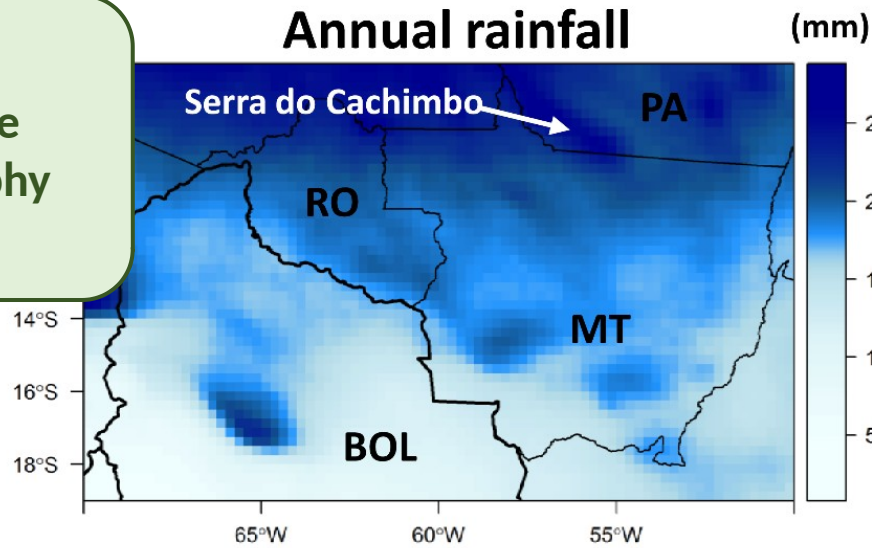 Annual rainfall
(mm)
Serra do Cachimbo
PA
RO
MT
BOL
14°S
16°S
18°S
65°W
60°W
55°W